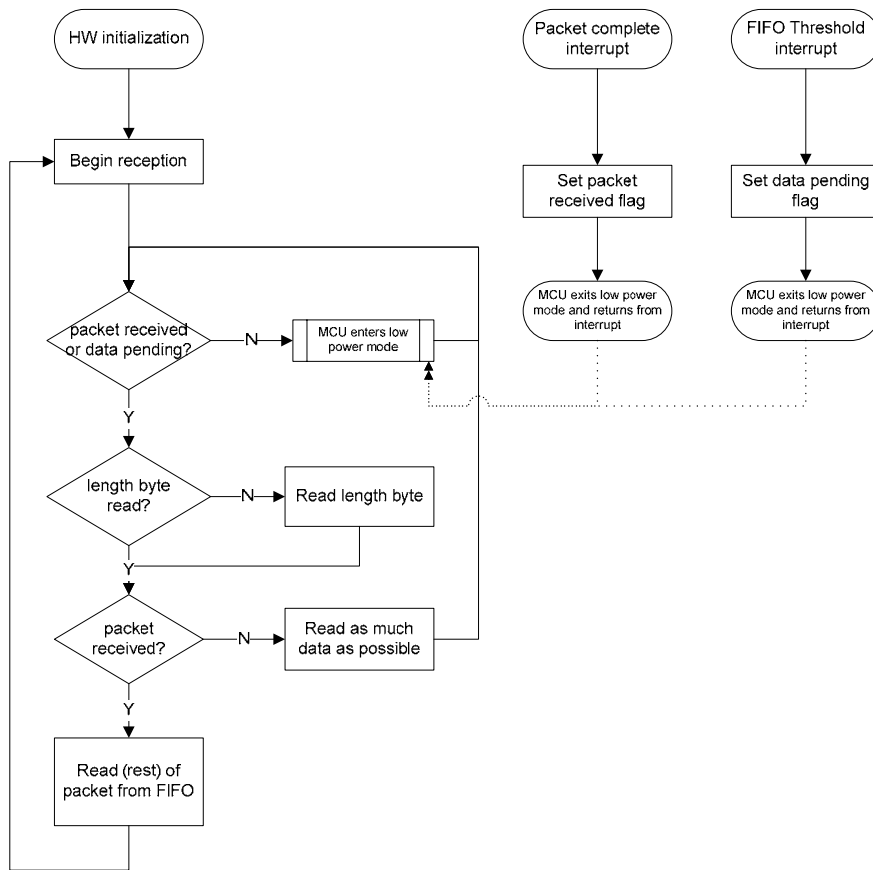 HW initialization
Packet complete
interrupt
FIFO Threshold
interrupt
Begin reception
Set packet
received flag
Set data pending
flag
packet received
or data pending?
N
MCU enters low
power mode
MCU exits low power
mode and returns from
interrupt
MCU exits low power
mode and returns from
interrupt
Y
length byte
read?
N
Read length byte
Y
packet
received?
N
Read as much
data as possible
Y
Read (rest) of
packet from FIFO